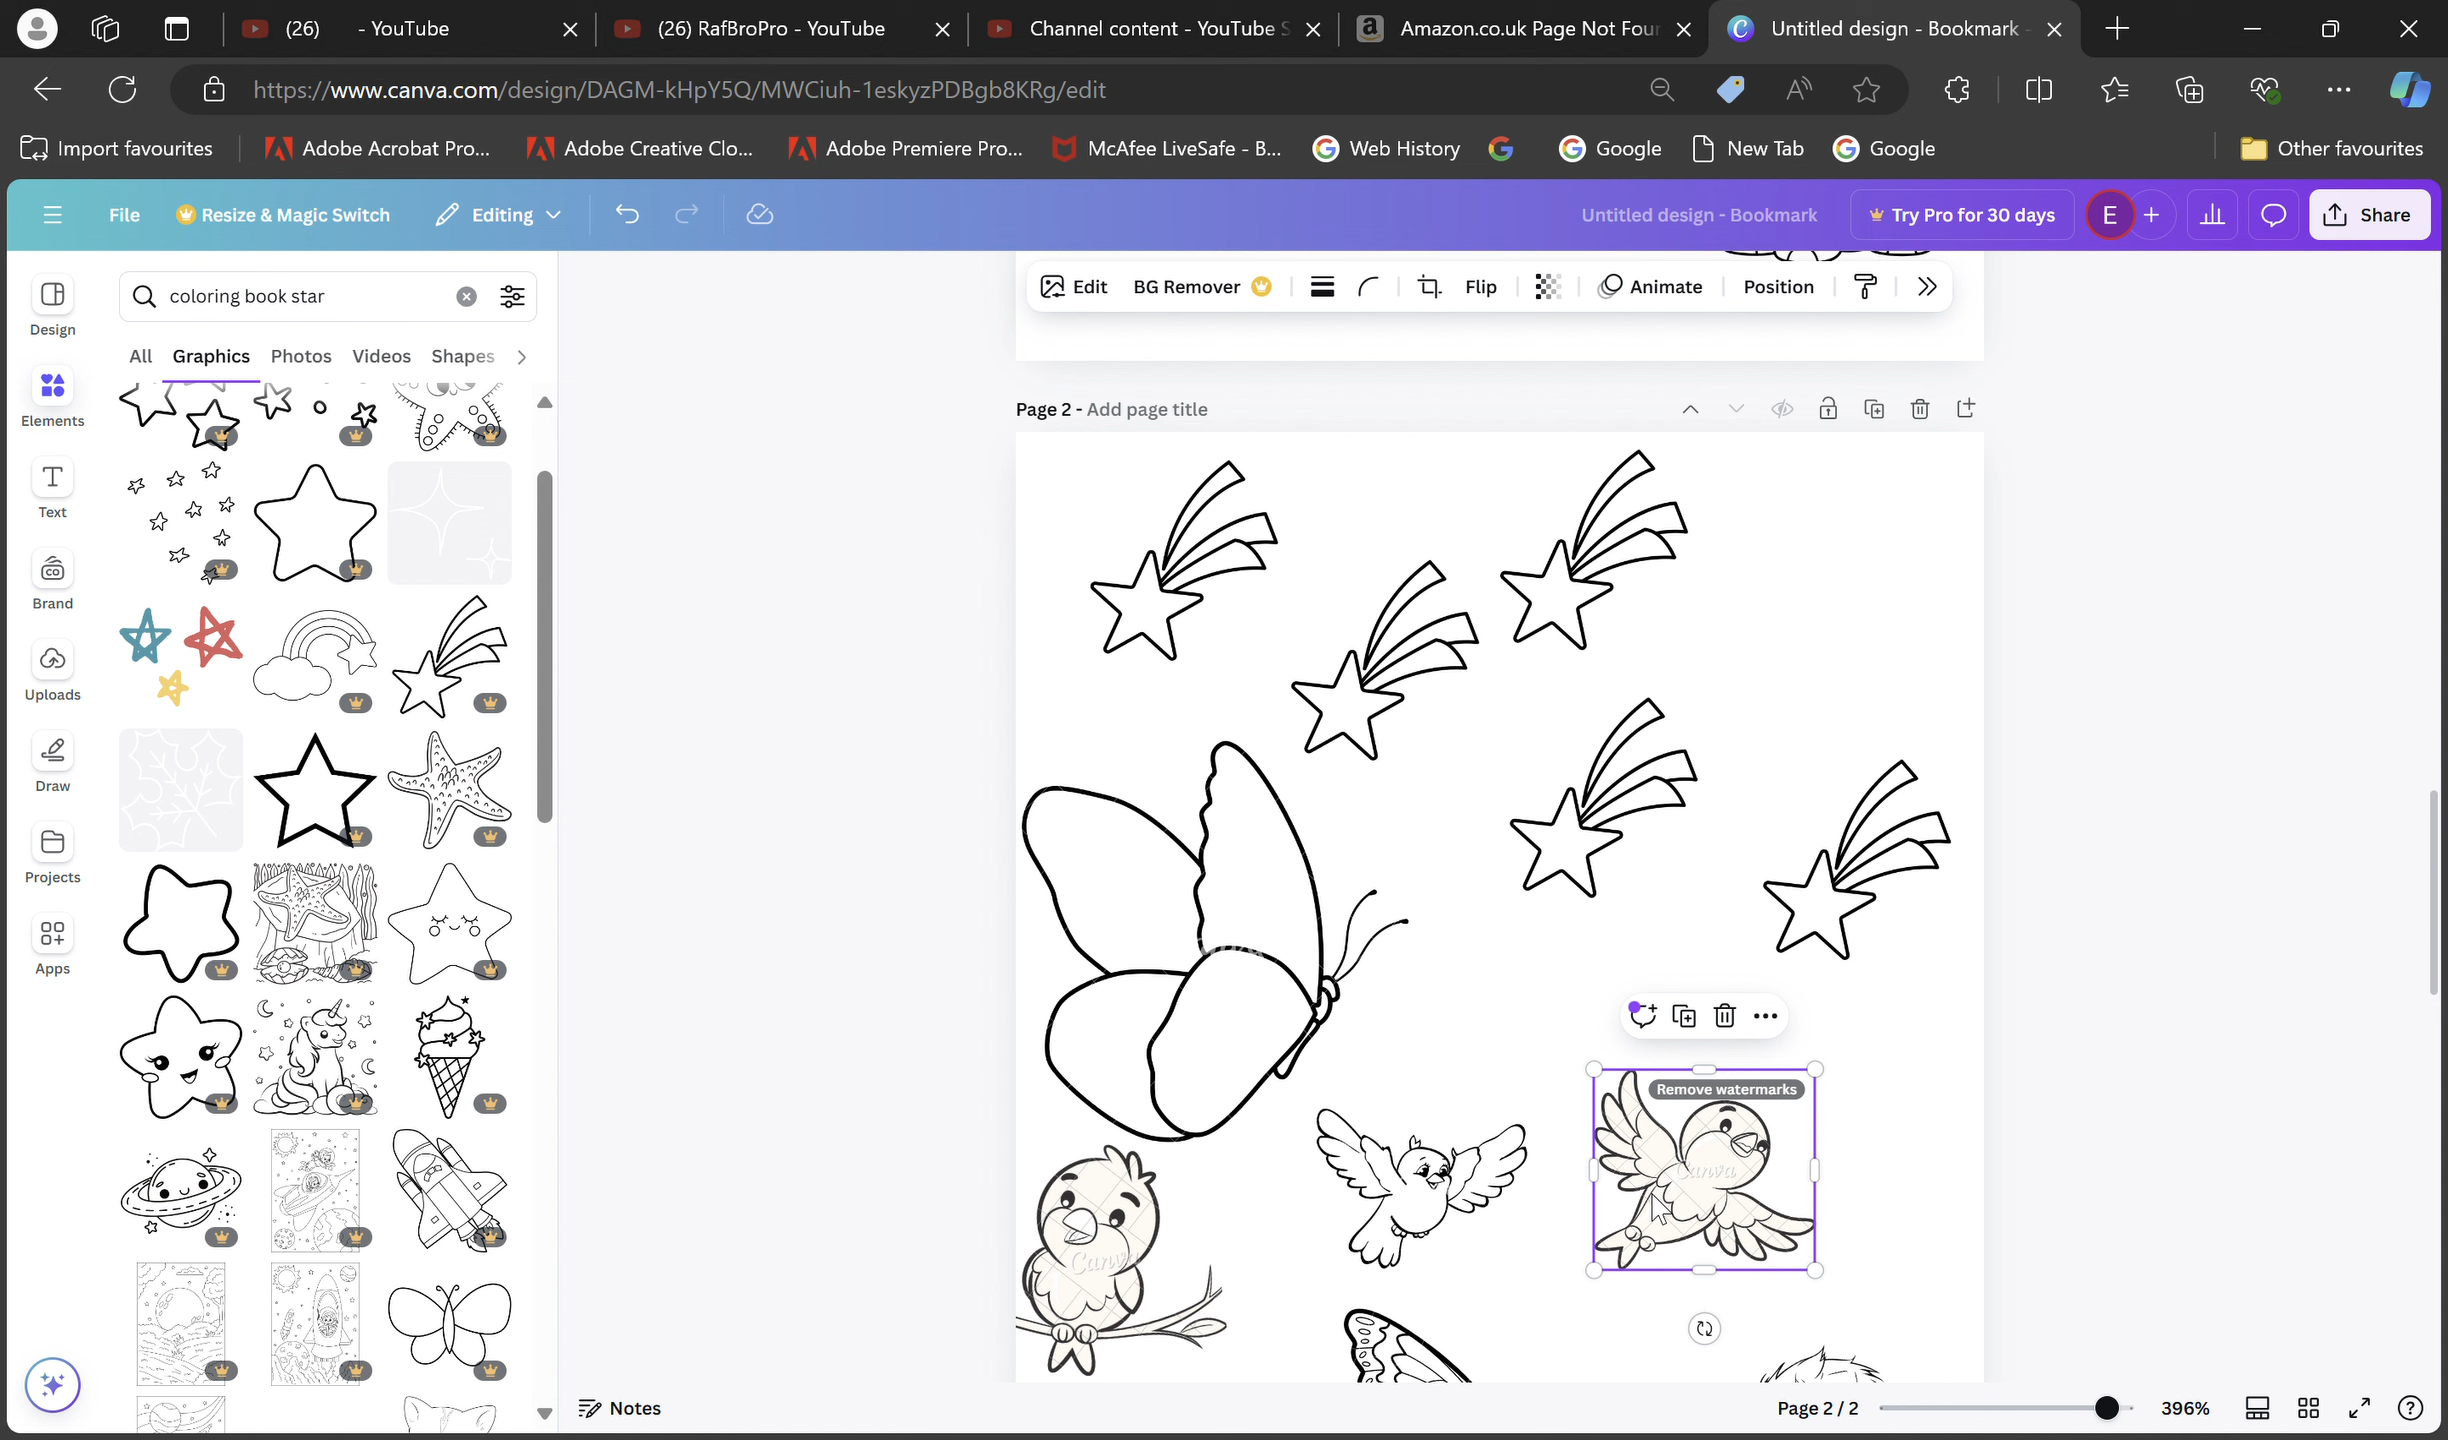 (26) - YouTube
(26) RafBroPro - YouTube
Channel content - YouTube S
Amazon.co.uk Page Not Four
Untitled design - Bookmark -
https://www.canva.com/design/DAGM-kHpY5Q/MWCiuh-1eskyzPDBgb8KRg/edit
Import favourites
Adobe Acrobat Pro...
Adobe Creative Clo...
Adobe Premiere Pro...
McAfee LiveSafe - B...
Web History
Google
New Tab
Google
Other favourites
File
Resize & Magic Switch
Editing
Untitled design - Bookmark
Try Pro for 30 days
E
Share
Design
Elements
Text
Brand
Uploads
Draw
Projects
Apps
coloring book star
All Graphics Photos Videos Shapes
Edit BG Remover Flip Animate Position
Page 2 - Add page title
Remove watermarks
Canva
Canva
Notes
Page 2 / 2
396%